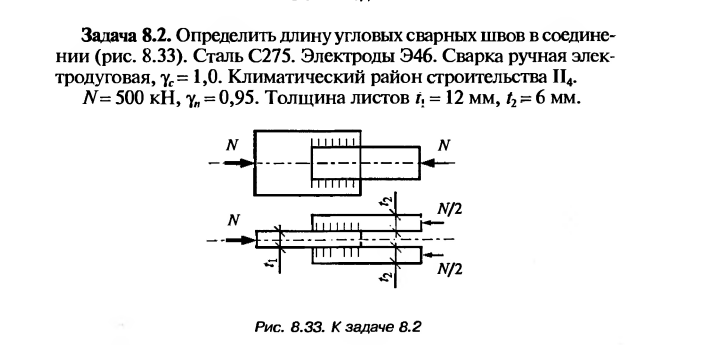 Задача 8.2. Определить длину угловых сварных швов в соедине-
нии (рис. 8.33). Сталь С275. Электроды Э46. Сварка ручная элек-
тродуговая, γc = 1,0. Климатический район строительства II₄.
N = 500 кН, γn = 0,95. Толщина листов t₁ = 12 мм, t₂ = 6 мм.
N
N
t₂
N/2
N
t₁
t₂
N/2
Рис. 8.33. К задаче 8.2